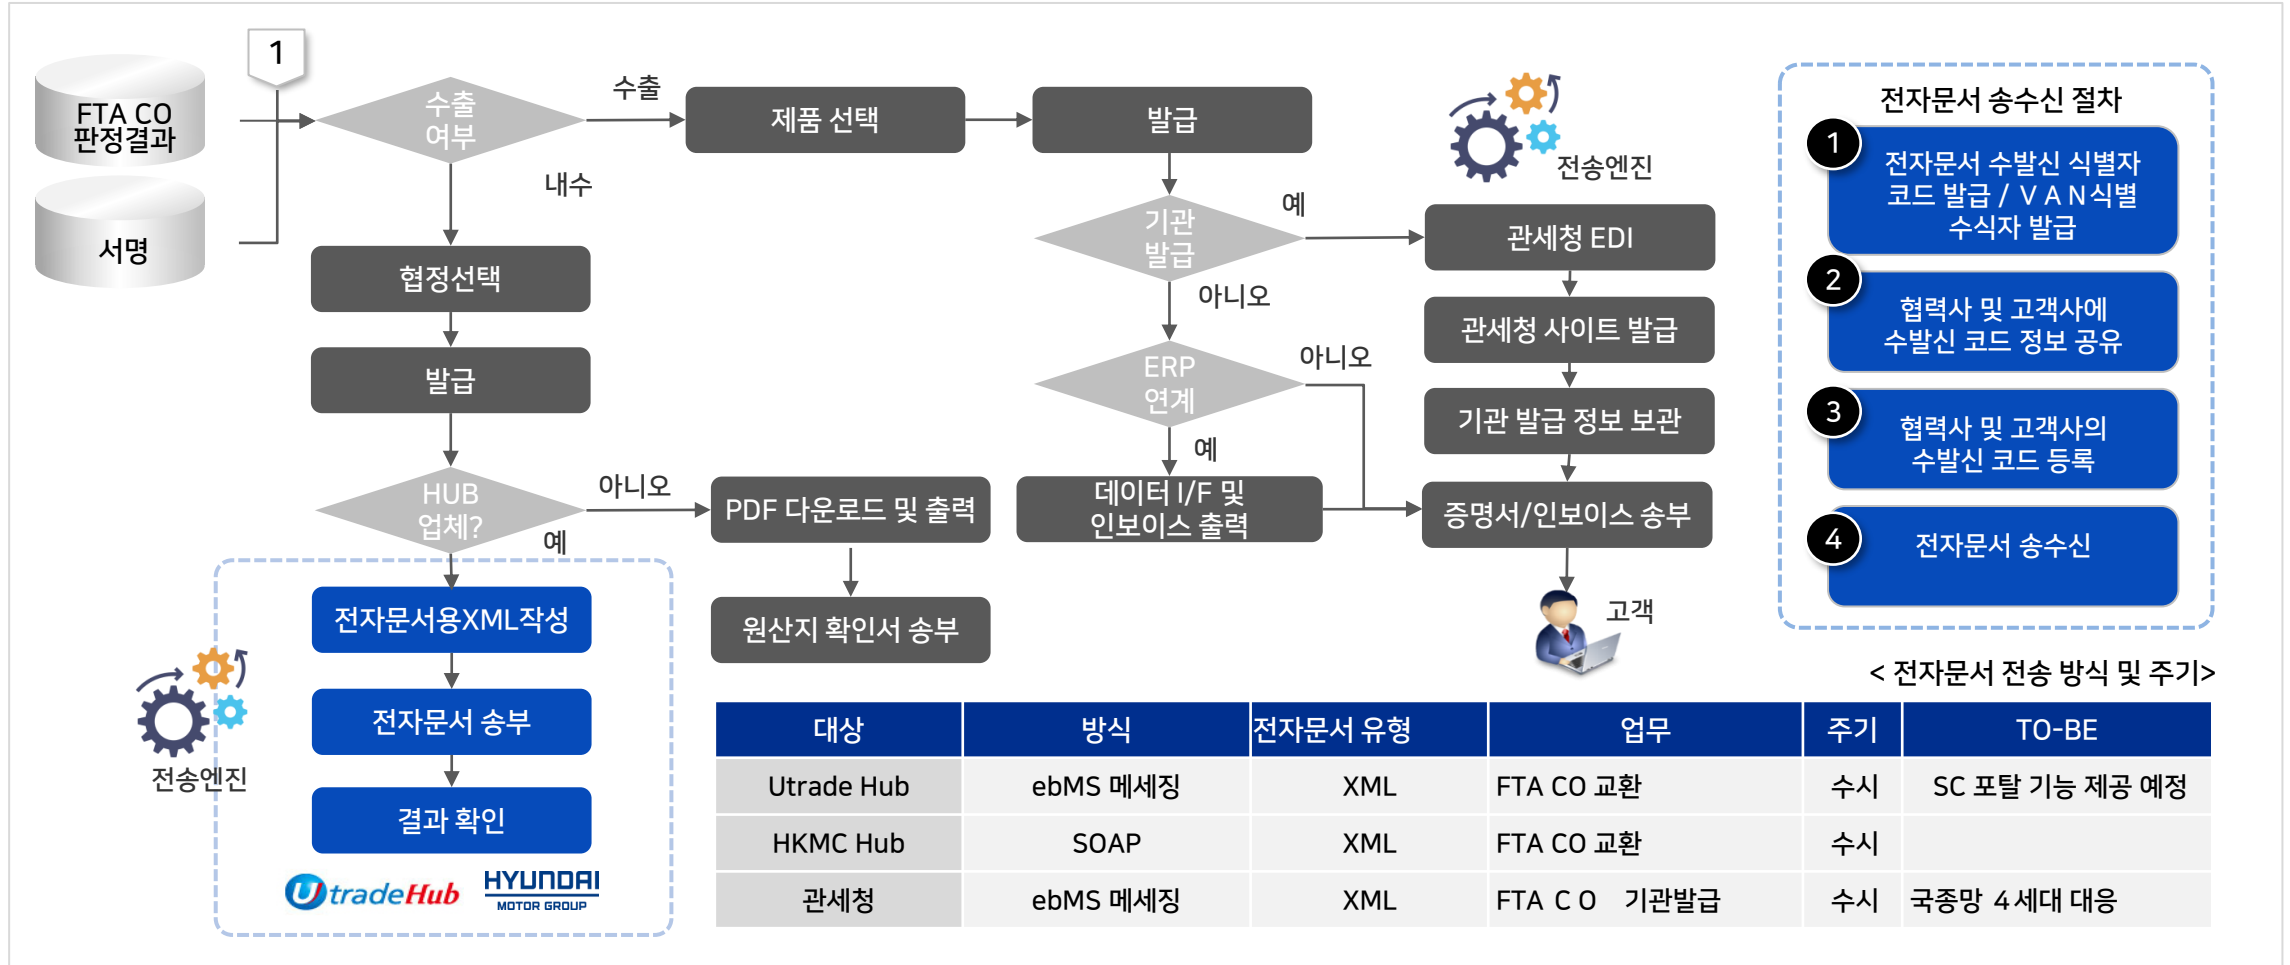 1
FTA CO
판정결과
서명
수출
여부
수출
내수
제품 선택
발급
전송엔진
기관
발급
예
아니오
관세청 EDI
관세청 사이트 발급
기관 발급 정보 보관
ERP
연계
아니오
예
데이터 I/F 및
인보이스 출력
증명서/인보이스 송부
고객
협정선택
발급
HUB
업체?
아니오
예
PDF 다운로드 및 출력
원산지 확인서 송부
전자문서용XML작성
전자문서 송부
결과 확인
전송엔진
UtradeHub
HYUNDAI
MOTOR GROUP
전자문서 송수신 절차
1
전자문서 수발신 식별자
코드 발급 / V A N식별
수식자 발급
2
협력사 및 고객사에
수발신 코드 정보 공유
3
협력사 및 고객사의
수발신 코드 등록
4
전자문서 송수신
< 전자문서 전송 방식 및 주기>
대상 방식 전자문서 유형 업무 주기 TO-BE
Utrade Hub ebMS 메세징 XML FTA CO 교환 수시 SC 포탈 기능 제공 예정
HKMC Hub SOAP XML FTA CO 교환 수시
관세청 ebMS 메세징 XML FTA C O 기관발급 수시 국종망 4세대 대응